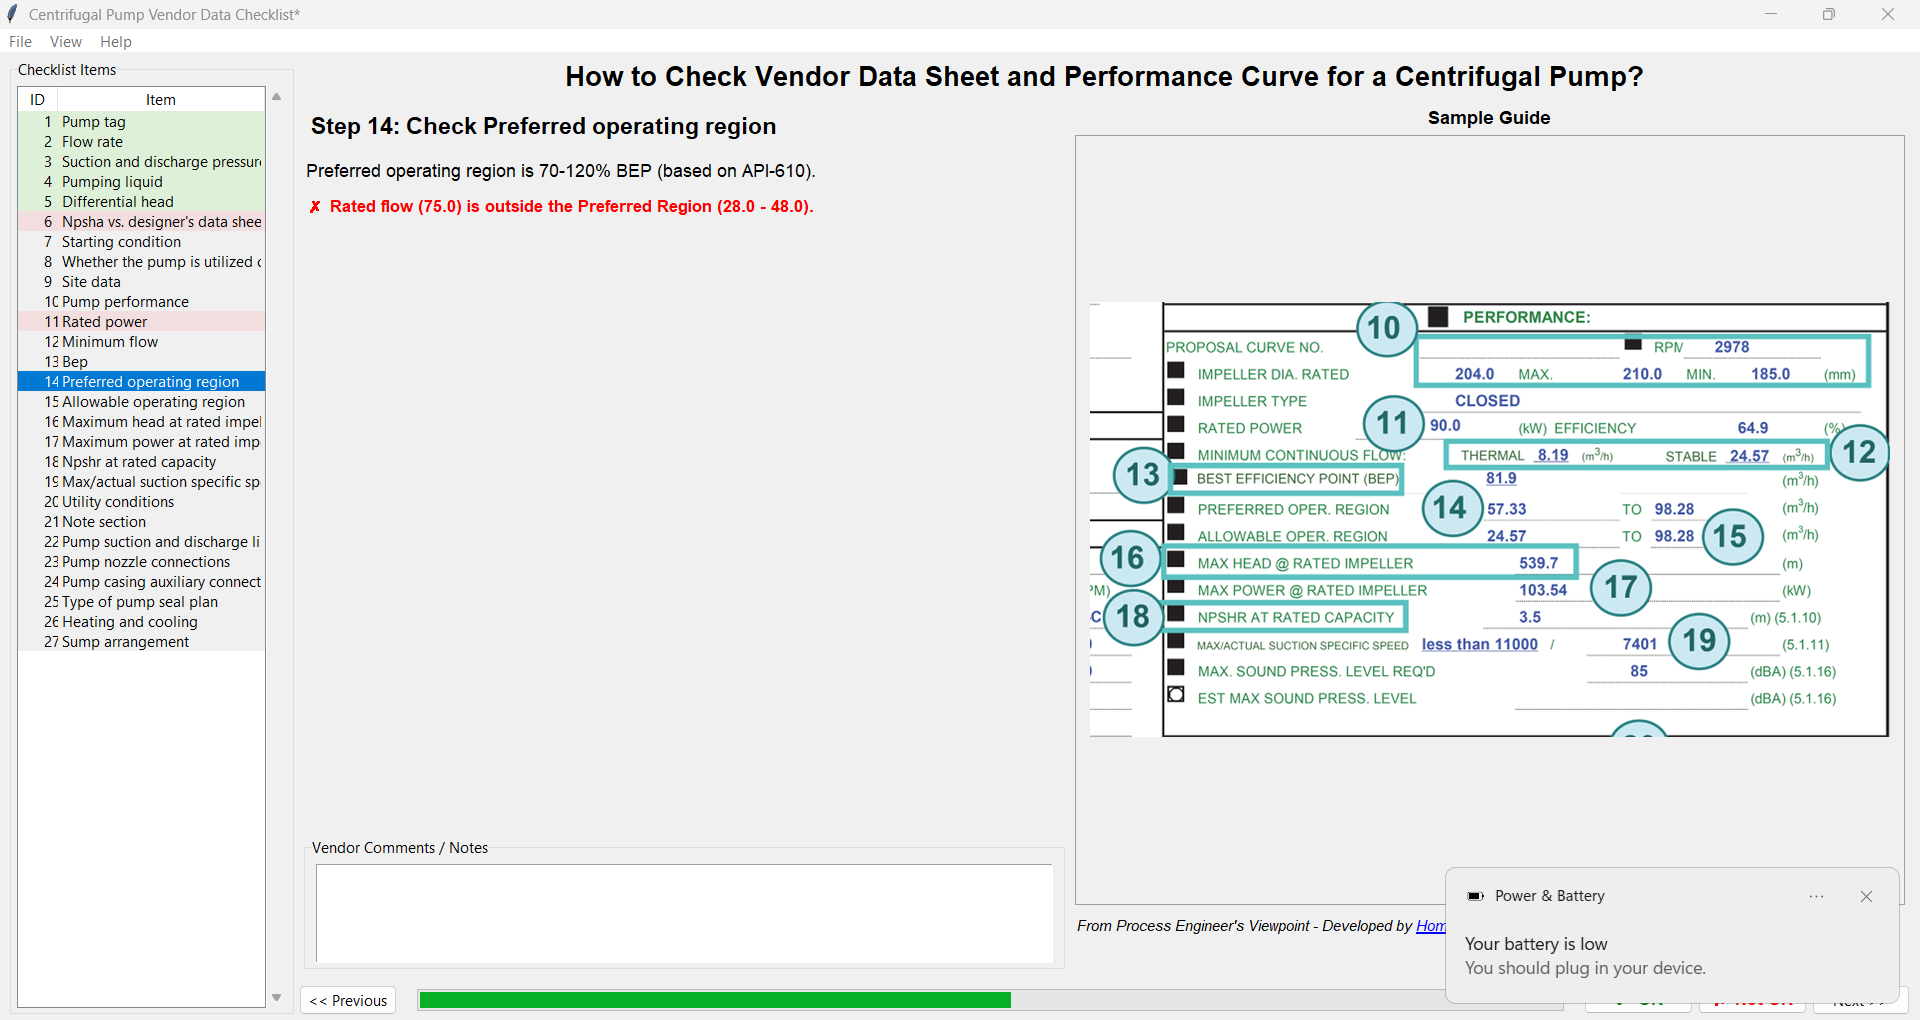 Centrifugal Pump Vendor Data Checklist*
File View Help
Checklist Items
ID Item
1 Pump tag
2 Flow rate
3 Suction and discharge pressur
4 Pumping liquid
5 Differential head
6 Npsha vs. designer's data shee
7 Starting condition
8 Whether the pump is utilized
9 Site data
10 Pump performance
11 Rated power
12 Minimum flow
13 Bep
14 Preferred operating region
15 Allowable operating region
16 Maximum head at rated impel
17 Maximum power at rated imp
18 Npshr at rated capacity
19 Max/actual suction specific sp
20 Utility conditions
21 Note section
22 Pump suction and discharge li
23 Pump nozzle connections
24 Pump casing auxiliary connect
25 Type of pump seal plan
26 Heating and cooling
27 Sump arrangement
How to Check Vendor Data Sheet and Performance Curve for a Centrifugal Pump?
Step 14: Check Preferred operating region
Preferred operating region is 70-120% BEP (based on API-610).
✗ Rated flow (75.0) is outside the Preferred Region (28.0 - 48.0).
Vendor Comments / Notes
<< Previous
Sample Guide
10 PERFORMANCE:
PROPOSAL CURVE NO. RPM 2978
IMPELLER DIA. RATED 204.0 MAX. 210.0 MIN. 185.0 (mm)
IMPELLER TYPE CLOSED
RATED POWER 11 90.0 (kW) EFFICIENCY 64.9 (%)
MINIMUM CONTINUOUS FLOW: THERMAL 8.19 (m³/h) STABLE 24.57 (m³/h) 12
13 BEST EFFICIENCY POINT (BEP) 81.9 (m³/h)
PREFERRED OPER. REGION 14 57.33 TO 98.28 (m³/h)
ALLOWABLE OPER. REGION 24.57 TO 98.28 15 (m³/h)
16 MAX HEAD @ RATED IMPELLER 539.7 (m)
PM) MAX POWER @ RATED IMPELLER 103.54 17 (kW)
C 18 NPSHR AT RATED CAPACITY 3.5 (m) (5.1.10)
MAX/ACTUAL SUCTION SPECIFIC SPEED less than 11000 / 7401 19 (5.1.11)
MAX. SOUND PRESS. LEVEL REQ'D 85 (dBA) (5.1.16)
EST MAX SOUND PRESS. LEVEL (dBA) (5.1.16)
From Process Engineer's Viewpoint - Developed by Hom
Power & Battery
Your battery is low
You should plug in your device.